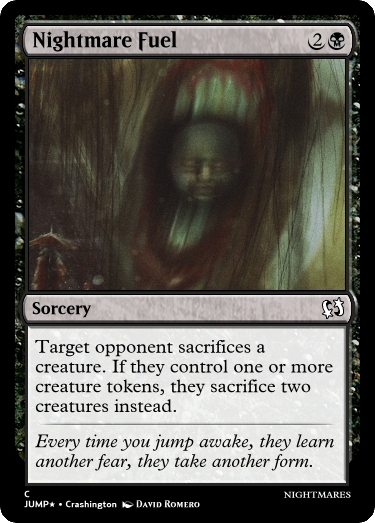 Nightmare Fuel 2
Sorcery
Target opponent sacrifices a
creature. If they control one or more
creature tokens, they sacrifice two
creatures instead.
Every time you jump awake, they learn
another fear, they take another form.
C NIGHTMARES
JUMP★ • Crashington David Romero